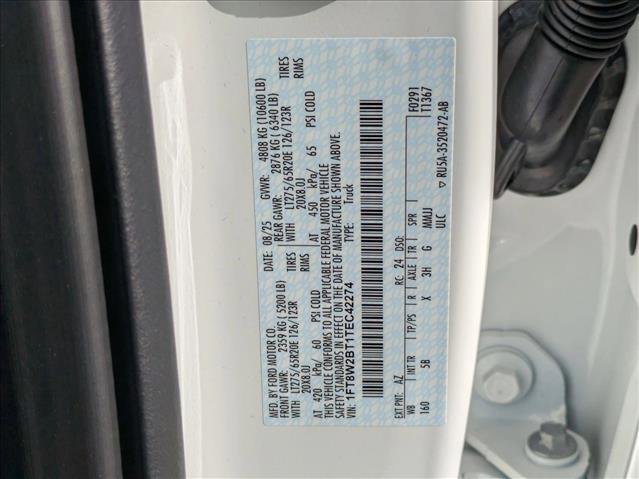 MFD. BY FORD MOTOR CO.
DATE: 08/25 GVWR: 4808 KG (10600 LB)
FRONT GAWR: 2359 KG (5200LB) REAR GAWR: 2876 KG ( 6340 LB)
LT275/65R20E 126/123R TIRES WITH LT275/65R20E 126/123R TIRES
20X8.0J RIMS 20X8.0J RIMS
AT 420 kPa/ 60 PSI COLD AT 450 kPa/ 65 PSI COLD
THIS VEHICLE CONFORMS TO ALL APPLICABLE FEDERAL MOTOR VEHICLE
SAFETY STANDARDS IN EFFECT ON THE DATE OF MANUFACTURE SHOWN ABOVE.
VIN: 1FT8W2BT1TEC42274 TYPE: Truck
EXT PNT: AZ RC: 24 DSO: F0291
WB INT TR TP/PS R AXLE TR SPR T1367
160 5B X 3H G MMJJ
ULC ▽ RU5A-3520472-AB